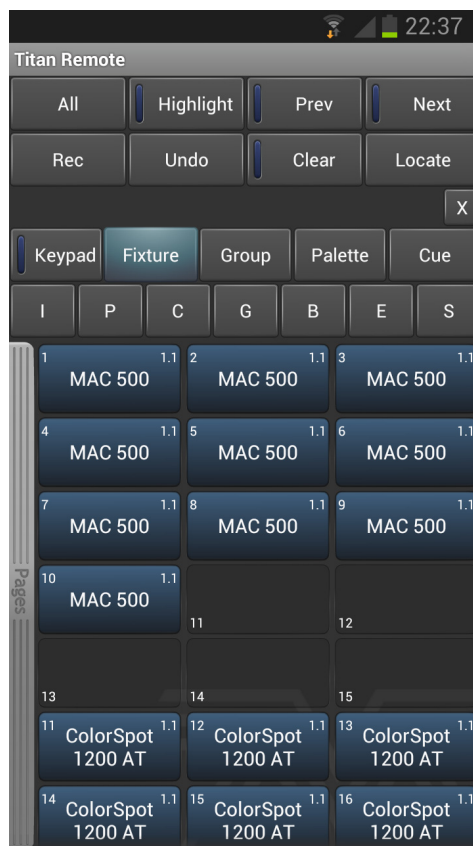 22:37
Titan Remote
All Highlight Prev Next
Rec Undo Clear Locate
X
Keypad Fixture Group Palette Cue
I P C G B E S
1 1.1 2 1.1 3 1.1
MAC 500 MAC 500 MAC 500
4 1.1 5 1.1 6 1.1
MAC 500 MAC 500 MAC 500
7 1.1 8 1.1 9 1.1
MAC 500 MAC 500 MAC 500
Pages
10 1.1
MAC 500
11 12
13 14 15
11 1.1 12 1.1 13 1.1
ColorSpot ColorSpot ColorSpot
1200 AT 1200 AT 1200 AT
14 1.1 15 1.1 16 1.1
ColorSpot ColorSpot ColorSpot
1200 AT 1200 AT 1200 AT